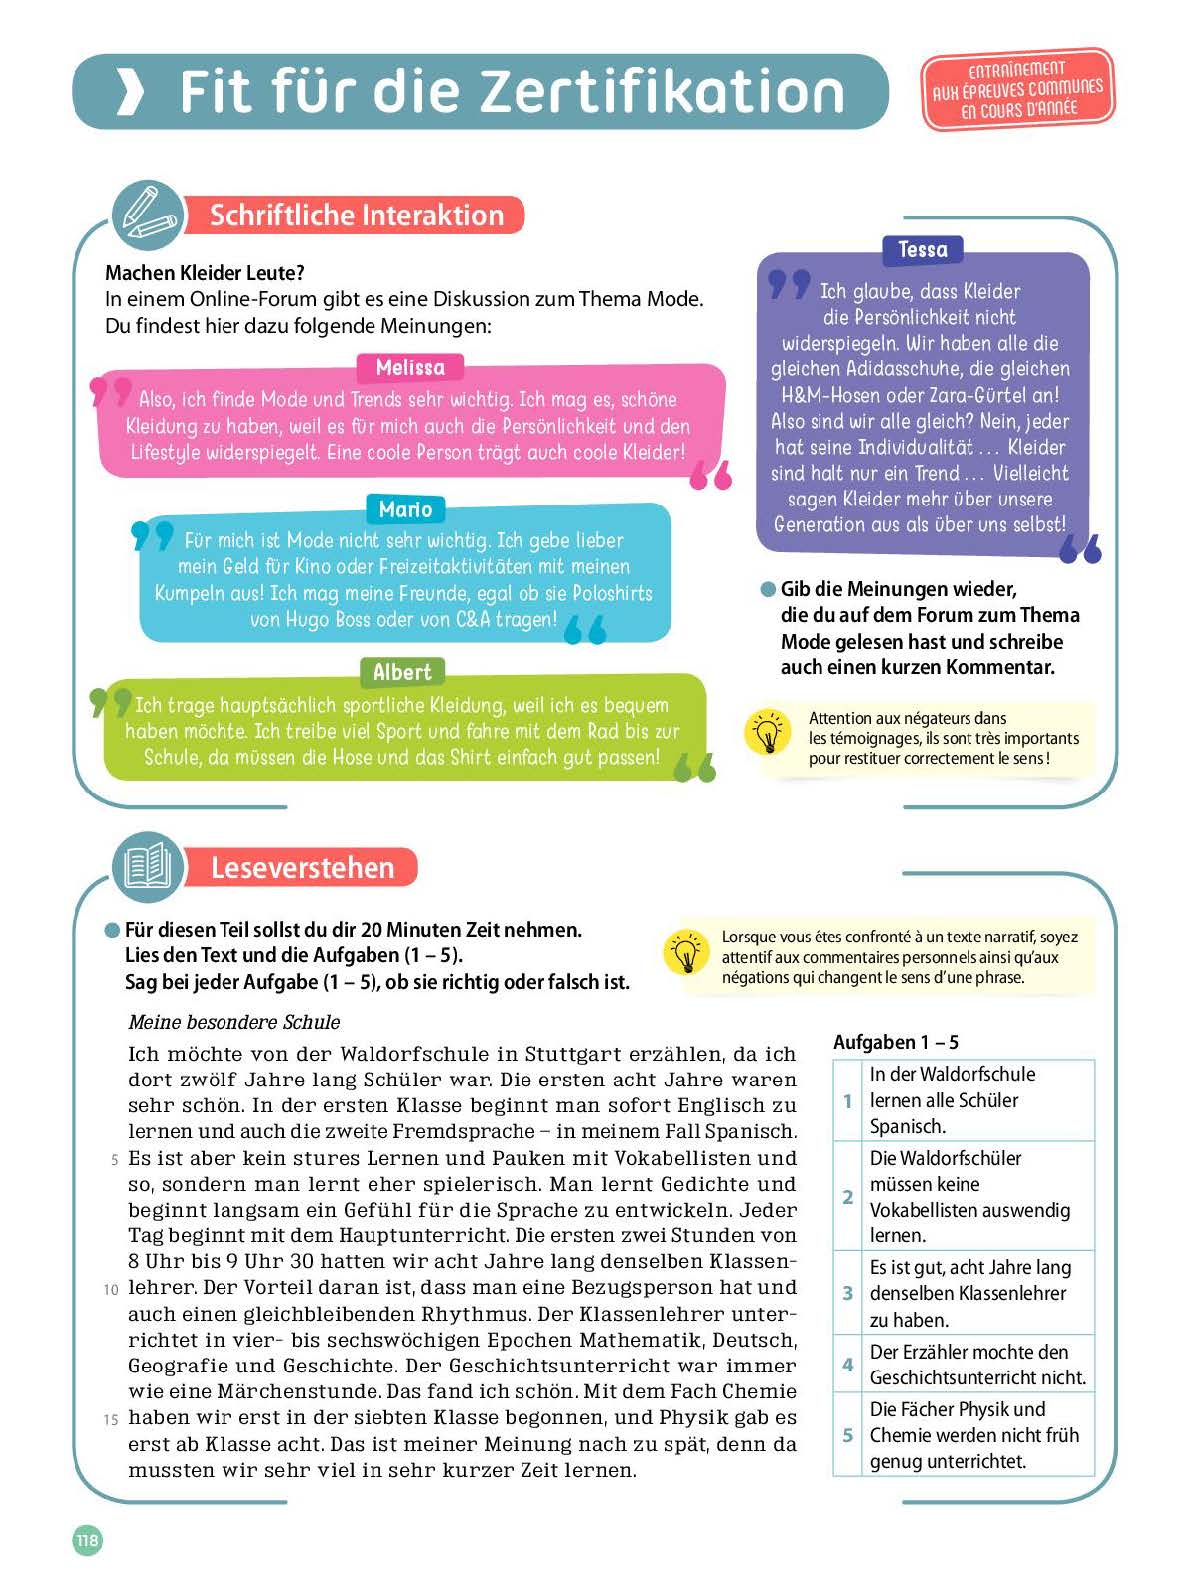 Fit für die Zertifikation
ENTRAÎNEMENT
AUX ÉPREUVES COMMUNES
EN COURS D'ANNÉE
Schriftliche Interaktion
Machen Kleider Leute?
In einem Online-Forum gibt es eine Diskussion zum Thema Mode.
Du findest hier dazu folgende Meinungen:
Melissa
Also, ich finde Mode und Trends sehr wichtig. Ich mag es, schöne
Kleidung zu haben, weil es für mich auch die Persönlichkeit und den
Lifestyle widerspiegelt. Eine coole Person trägt auch coole Kleider!
Mario
Für mich ist Mode nicht sehr wichtig. Ich gebe lieber
mein Geld für Kino oder Freizeitaktivitäten mit meinen
Kumpeln aus! Ich mag meine Freunde, egal ob sie Poloshirts
von Hugo Boss oder von C&A tragen!
Albert
Ich trage hauptsächlich sportliche Kleidung, weil ich es bequem
haben möchte. Ich treibe viel Sport und fahre mit dem Rad bis zur
Schule, da müssen die Hose und das Shirt einfach gut passen!
Tessa
Ich glaube, dass Kleider
die Persönlichkeit nicht
widerspiegeln. Wir haben alle die
gleichen Adidasschuhe, die gleichen
H&M-Hosen oder Zara-Gürtel an!
Also sind wir alle gleich? Nein, jeder
hat seine Individualität ... Kleider
sind halt nur ein Trend ... Vielleicht
sagen Kleider mehr über unsere
Generation aus als über uns selbst!
Gib die Meinungen wieder,
die du auf dem Forum zum Thema
Mode gelesen hast und schreibe
auch einen kurzen Kommentar.
Attention aux négateurs dans
les témoignages, ils sont très importants
pour restituer correctement le sens !
Leseverstehen
Für diesen Teil sollst du dir 20 Minuten Zeit nehmen.
Lies den Text und die Aufgaben (1 – 5).
Sag bei jeder Aufgabe (1 – 5), ob sie richtig oder falsch ist.
Lorsque vous êtes confronté à un texte narratif, soyez
attentif aux commentaires personnels ainsi qu'aux
négations qui changent le sens d'une phrase.
Meine besondere Schule
Ich möchte von der Waldorfschule in Stuttgart erzählen, da ich
dort zwölf Jahre lang Schüler war. Die ersten acht Jahre waren
sehr schön. In der ersten Klasse beginnt man sofort Englisch zu
lernen und auch die zweite Fremdsprache – in meinem Fall Spanisch.
5 Es ist aber kein stures Lernen und Pauken mit Vokabellisten und
so, sondern man lernt eher spielerisch. Man lernt Gedichte und
beginnt langsam ein Gefühl für die Sprache zu entwickeln. Jeder
Tag beginnt mit dem Hauptunterricht. Die ersten zwei Stunden von
8 Uhr bis 9 Uhr 30 hatten wir acht Jahre lang denselben Klassen-
10 lehrer. Der Vorteil daran ist, dass man eine Bezugsperson hat und
auch einen gleichbleibenden Rhythmus. Der Klassenlehrer unter-
richtet in vier- bis sechswöchigen Epochen Mathematik, Deutsch,
Geografie und Geschichte. Der Geschichtsunterricht war immer
wie eine Märchenstunde. Das fand ich schön. Mit dem Fach Chemie
15 haben wir erst in der siebten Klasse begonnen, und Physik gab es
erst ab Klasse acht. Das ist meiner Meinung nach zu spät, denn da
mussten wir sehr viel in sehr kurzer Zeit lernen.
Aufgaben 1 – 5
In der Waldorfschule
1 lernen alle Schüler
Spanisch.
Die Waldorfschüler
müssen keine
2 Vokabellisten auswendig
lernen.
Es ist gut, acht Jahre lang
3 denselben Klassenlehrer
zu haben.
4 Der Erzähler mochte den
Geschichtsunterricht nicht.
Die Fächer Physik und
5 Chemie werden nicht früh
genug unterrichtet.
118